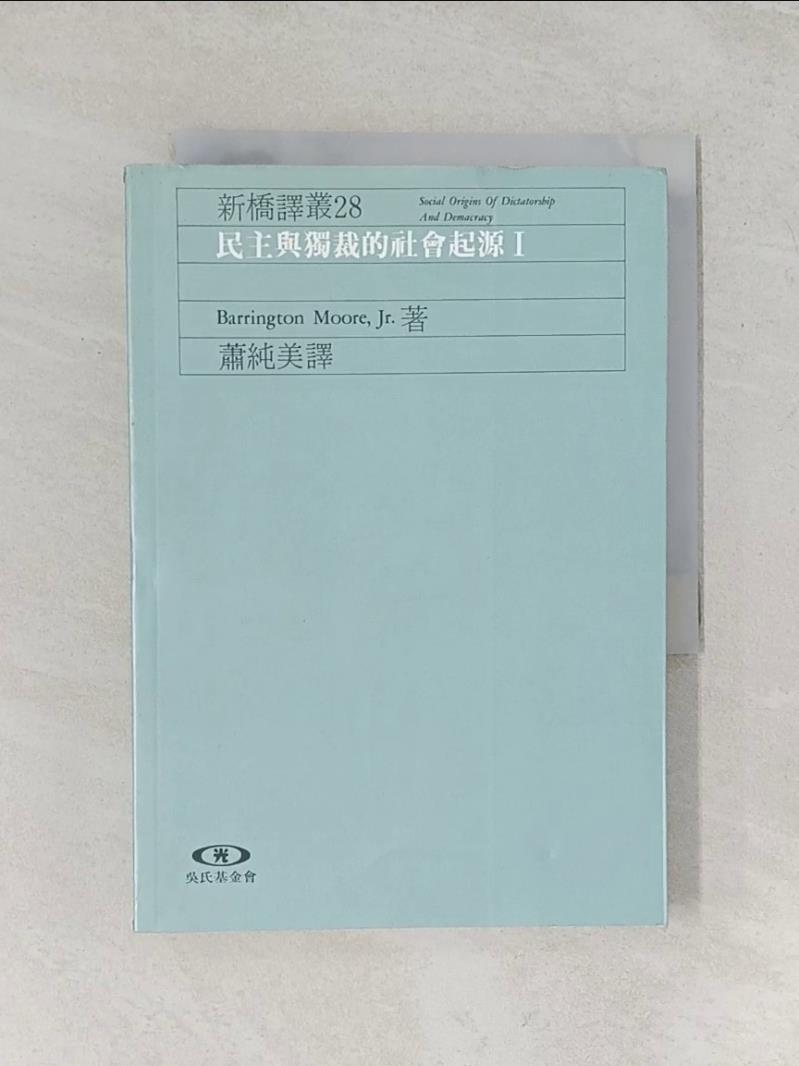 新橋譯叢28
Social Origins Of Dictatorship
And Demacracy
民主與獨裁的社會起源 I
Barrington Moore, Jr. 著
蕭純美譯
光
吳氏基金會